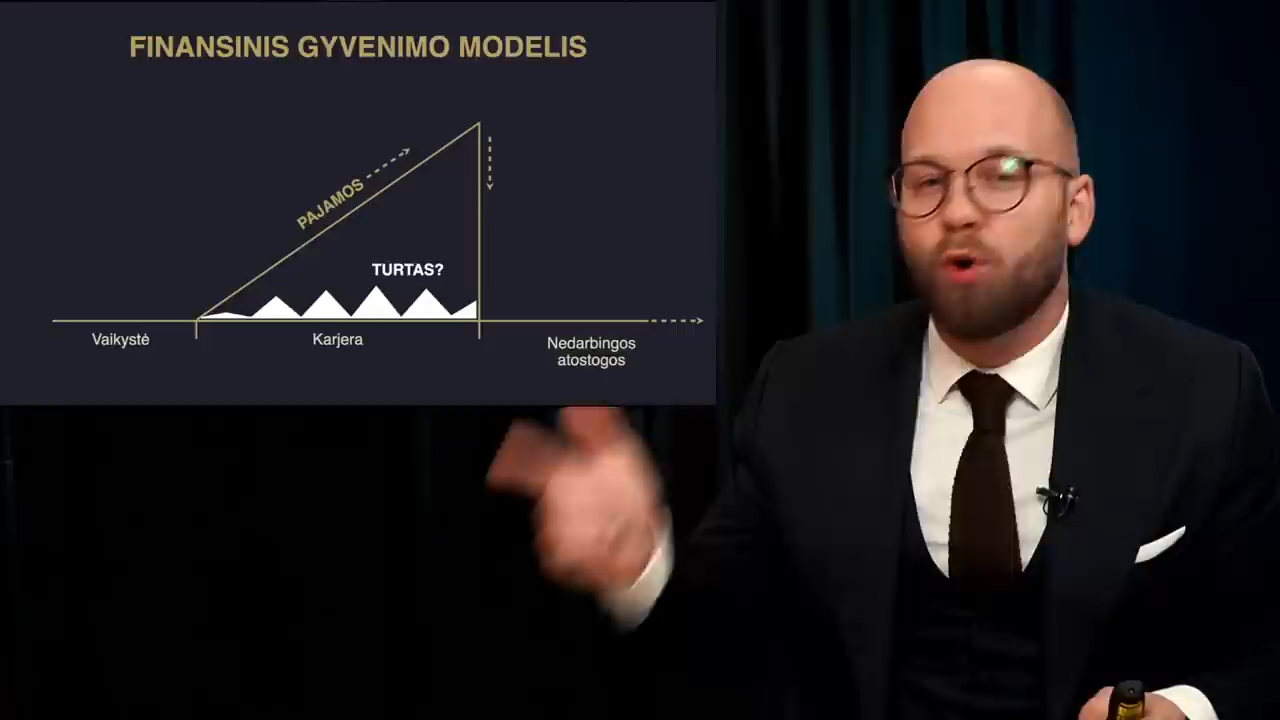 FINANSINIS GYVENIMO MODELIS
PAJAMOS
TURTAS?
Vaikystė
Karjera
Nedarbingos
atostogos